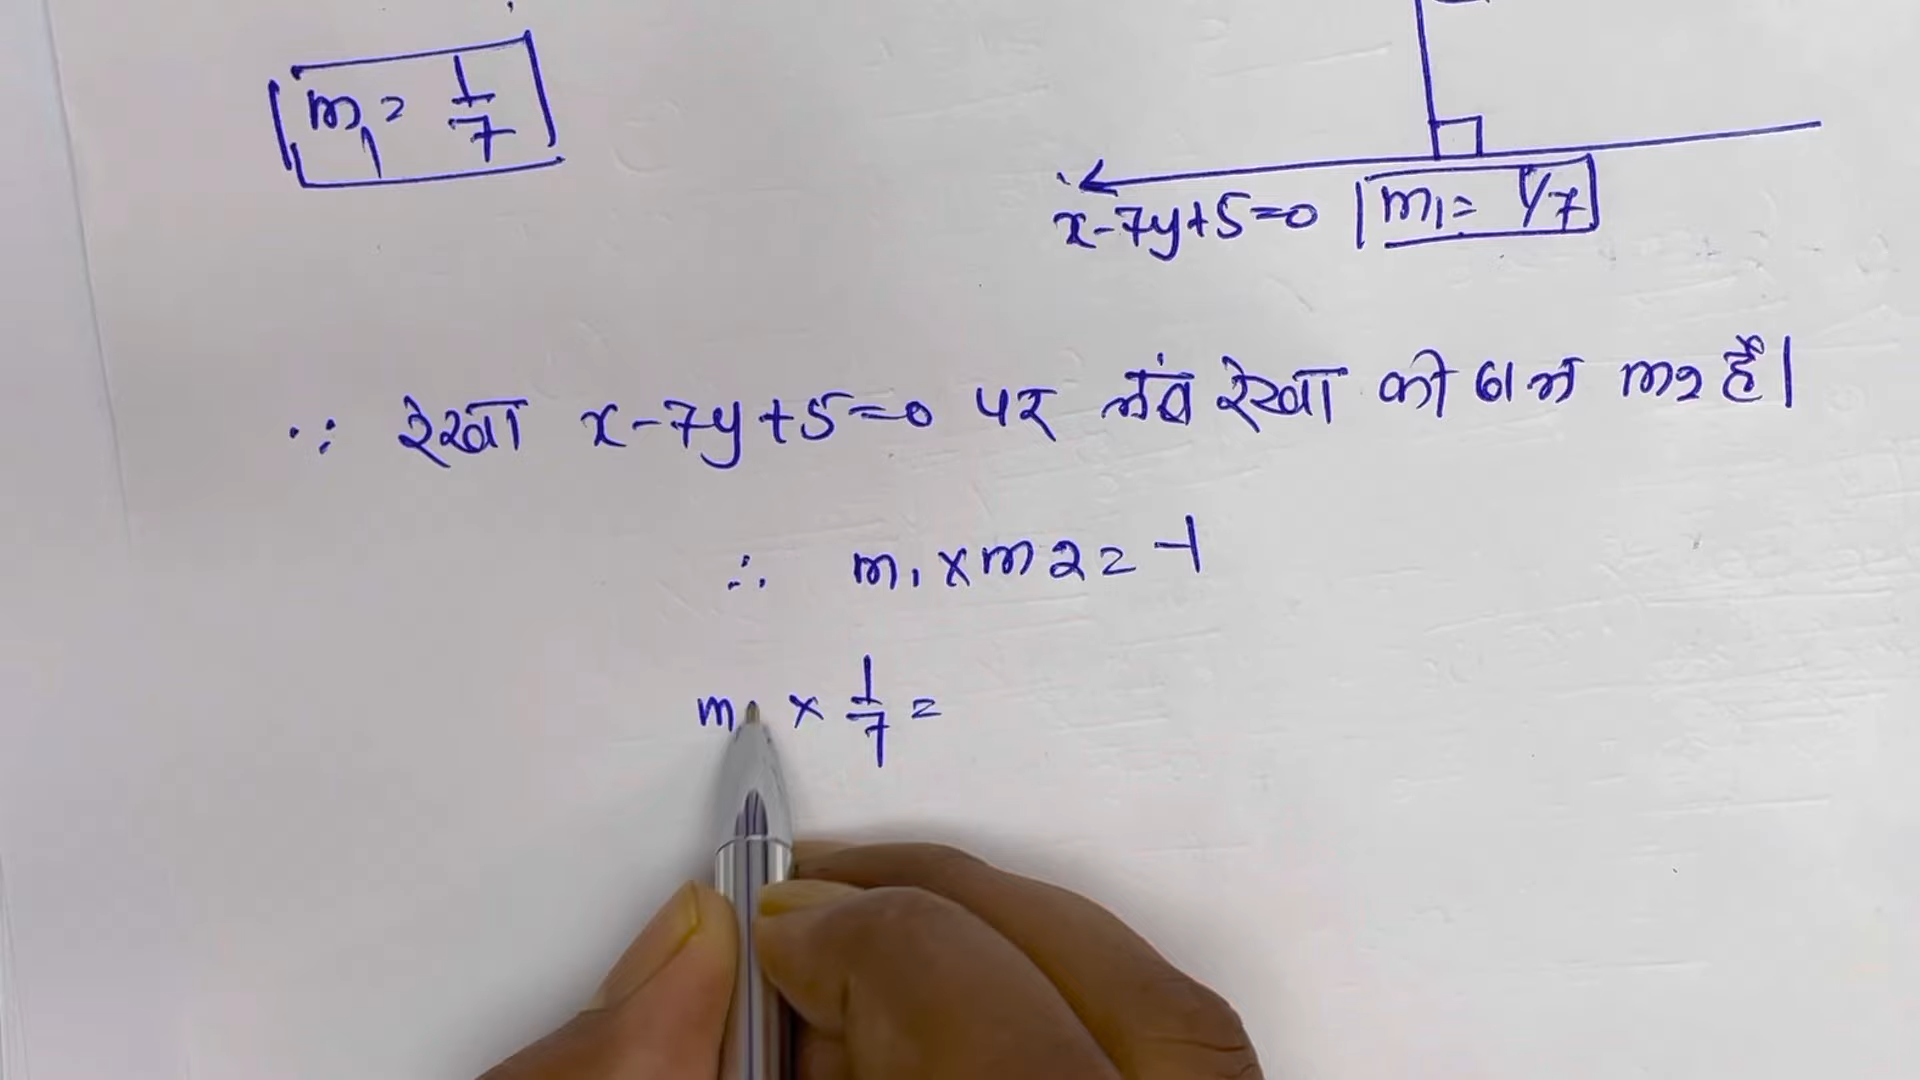 m₁ = 1/7
x-7y+5=0 m₁= 1/7
∵ रेखा x-7y+5=0 पर लंब रेखा की ढाल m₂ है।
∴ m₁×m2=-1
m × 1/7 =